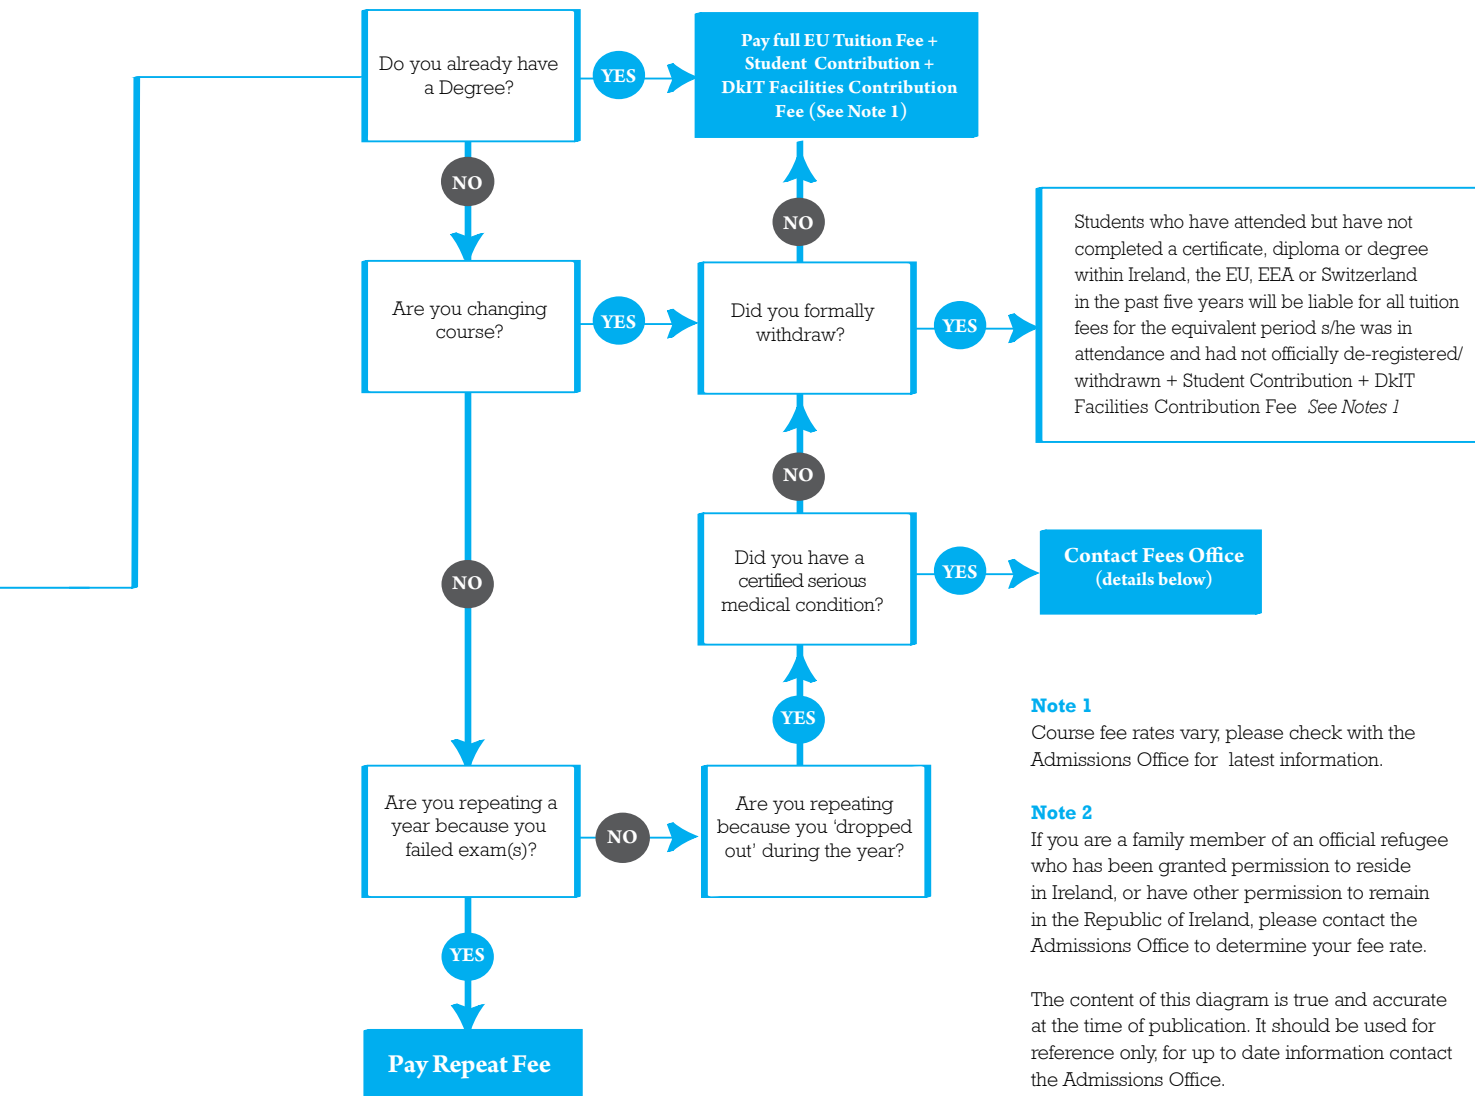 Do you already have
a Degree?
YES
Pay full EU Tuition Fee +
Student Contribution +
DkIT Facilities Contribution
Fee (See Note 1)
NO
NO
Are you changing
course?
YES
Did you formally
withdraw?
YES
Students who have attended but have not
completed a certificate, diploma or degree
within Ireland, the EU, EEA or Switzerland
in the past five years will be liable for all tuition
fees for the equivalent period s/he was in
attendance and had not officially de-registered/
withdrawn + Student Contribution + DkIT
Facilities Contribution Fee See Notes 1
NO
NO
Did you have a
certified serious
medical condition?
YES
Contact Fees Office
(details below)
YES
Are you repeating a
year because you
failed exam(s)?
NO
Are you repeating
because you ‘dropped
out’ during the year?
YES
Pay Repeat Fee
Note 1
Course fee rates vary, please check with the
Admissions Office for latest information.
Note 2
If you are a family member of an official refugee
who has been granted permission to reside
in Ireland, or have other permission to remain
in the Republic of Ireland, please contact the
Admissions Office to determine your fee rate.
The content of this diagram is true and accurate
at the time of publication. It should be used for
reference only, for up to date information contact
the Admissions Office.